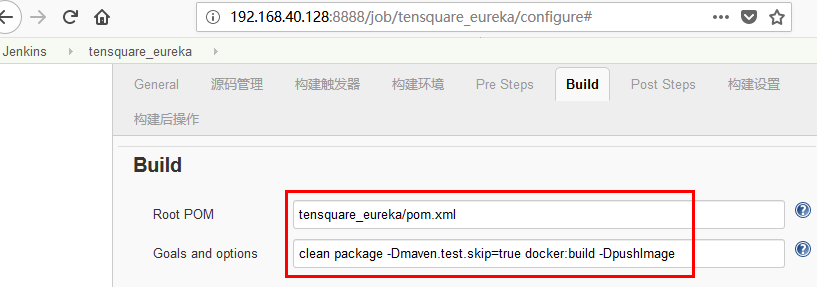 192.168.40.128:8888/job/tensquare_eureka/configure#
Jenkins tensquare_eureka
General 源码管理 构建触发器 构建环境 Pre Steps Build Post Steps 构建设置
构建后操作
Build
Root POM tensquare_eureka/pom.xml
Goals and options clean package -Dmaven.test.skip=true docker:build -DpushImage